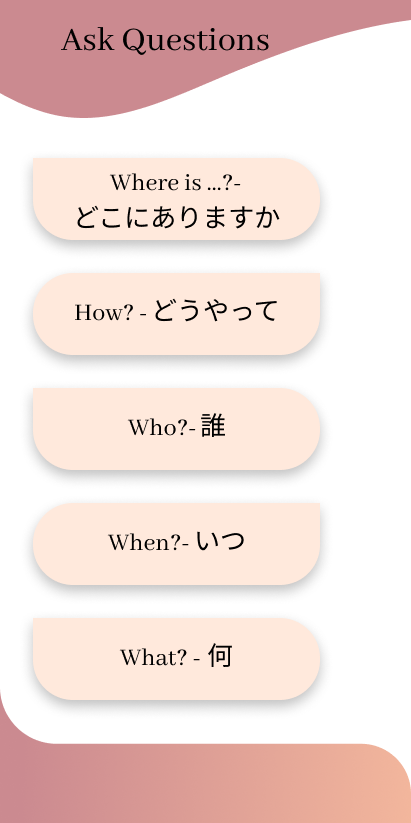 Ask Questions
Where is ...?-
どこにありますか
How? - どうやって
Who?- 誰
When?- いつ
What? - 何